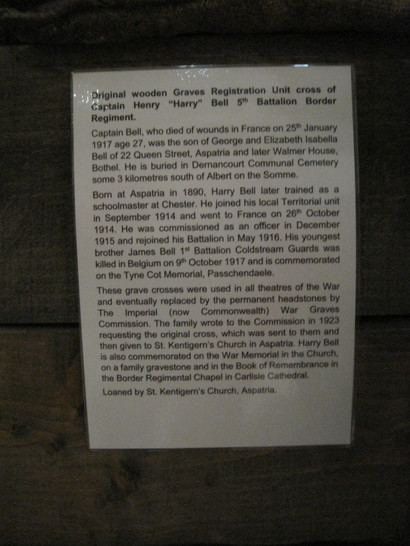 Original wooden Graves Registration Unit cross of
Captain Henry “Harry” Bell 5th Battalion Border
Regiment.
Captain Bell, who died of wounds in France on 25th January
1917 age 27, was the son of George and Elizabeth Isabella
Bell of 22 Queen Street, Aspatria and later Walmer House,
Bothel. He is buried in Dernancourt Communal Cemetery
some 3 kilometres south of Albert on the Somme.
Born at Aspatria in 1890, Harry Bell later trained as a
schoolmaster at Chester. He joined his local Territorial unit
in September 1914 and went to France on 26th October
1914. He was commissioned as an officer in December
1915 and rejoined his Battalion in May 1916. His youngest
brother James Bell 1st Battalion Coldstream Guards was
killed in Belgium on 9th October 1917 and is commemorated
on the Tyne Cot Memorial, Passchendaele.
These grave crosses were used in all theatres of the War
and eventually replaced by the permanent headstones by
The Imperial (now Commonwealth) War Graves
Commission. The family wrote to the Commission in 1923
requesting the original cross, which was sent to them and
then given to St. Kentigern's Church in Aspatria. Harry Bell
is also commemorated on the War Memorial in the Church,
on a family gravestone and in the Book of Remembrance in
the Border Regimental Chapel in Carlisle Cathedral.
Loaned by St. Kentigern's Church, Aspatria.